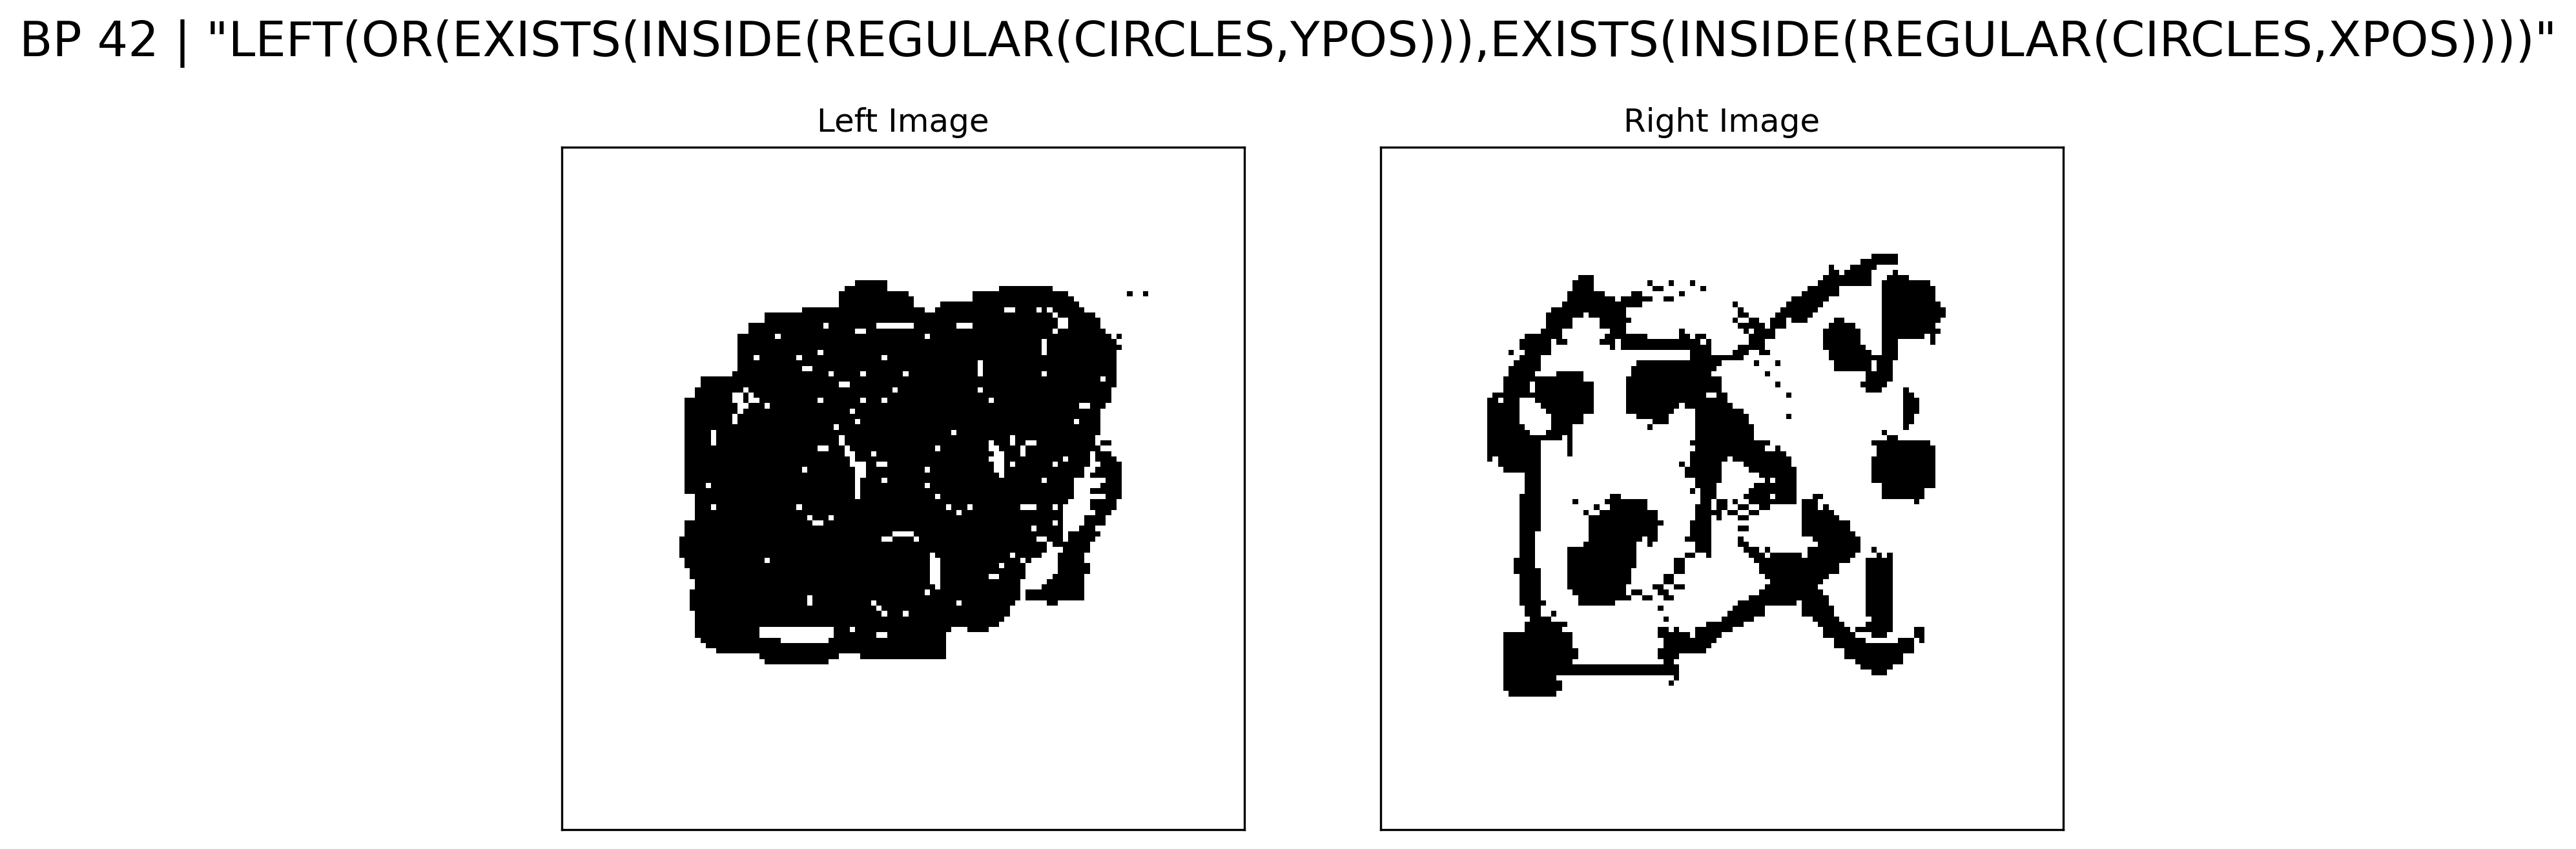 BP 42 | "LEFT(OR(EXISTS(INSIDE(REGULAR(CIRCLES,YPOS))),EXISTS(INSIDE(REGULAR(CIRCLES,XPOS))))"
Left Image
Right Image